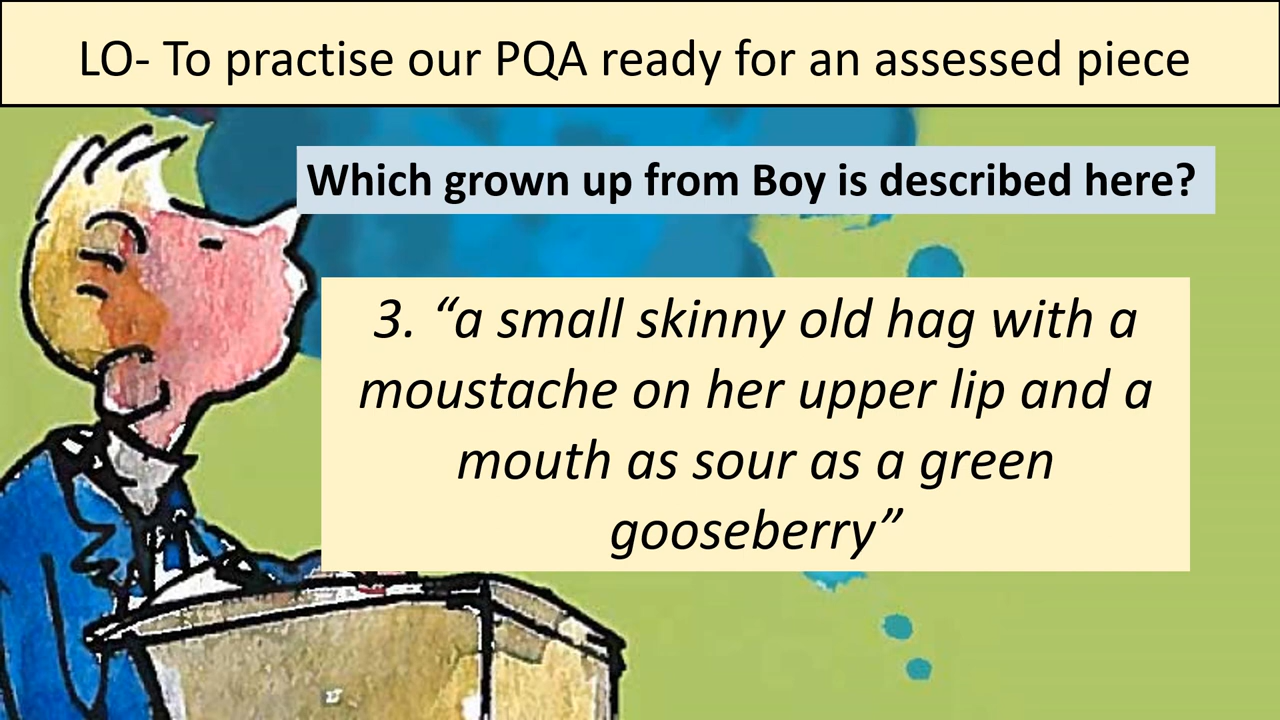 LO- To practise our PQA ready for an assessed piece
Which grown up from Boy is described here?
3. “a small skinny old hag with a
moustache on her upper lip and a
mouth as sour as a green
gooseberry”